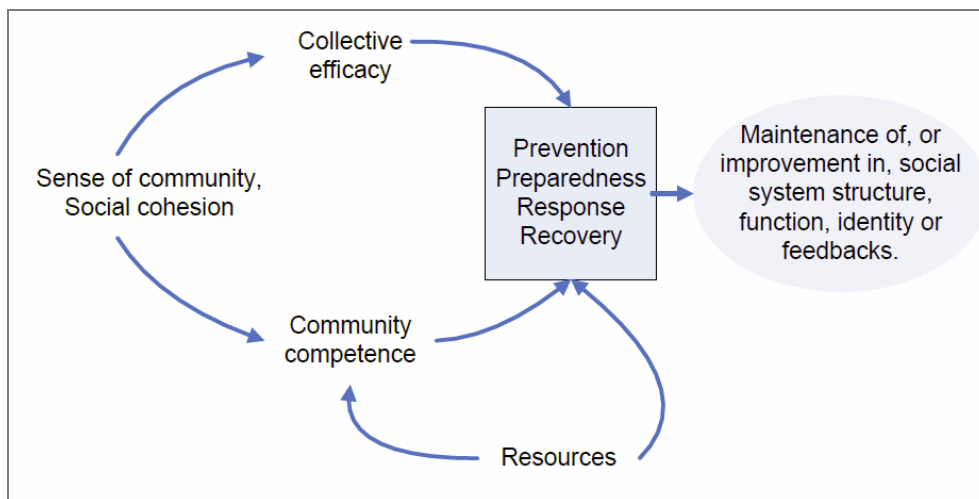 Collective
efficacy
Sense of community,
Social cohesion
Prevention
Preparedness
Response
Recovery
Maintenance of, or
improvement in, social
system structure,
function, identity or
feedbacks.
Community
competence
Resources